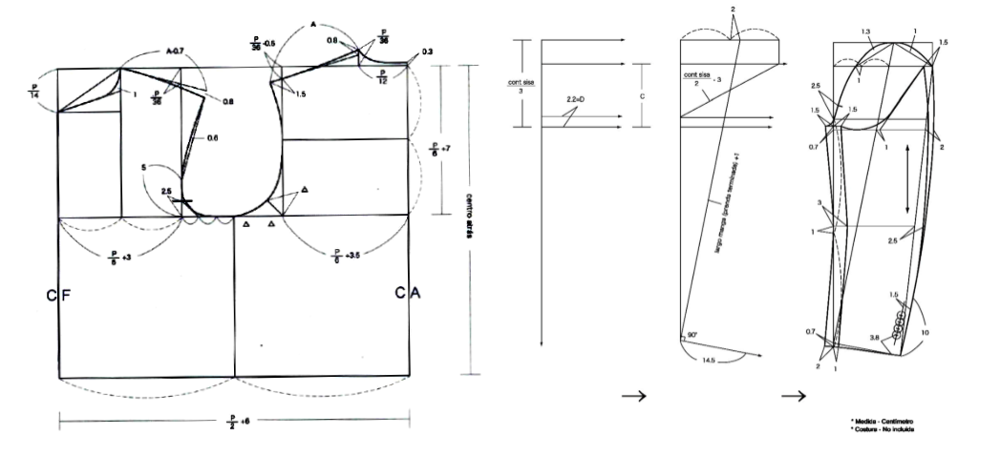 A
P/36 -0.5
0.8
P/36
0.3
A-0.7
P/12
P/14
1
P/36
0.8
1.5
0.6
P/6 +7
5
2.5
Δ
Δ Δ
P/6 +3.5
centro atrás
CF
CA
P/2 +6
cont sisa
3
2.2=D
C
2
cont sisa
2
- 3
largo manga (prenda terminada) +1
90°
14.5
1.3
1
1.5
2.5
1.5
1.5
0.7
1
2
3
1
2.5
1.5
0.7
3.8
10
2
1
* Medida - Centímetro
* Costura - No incluida